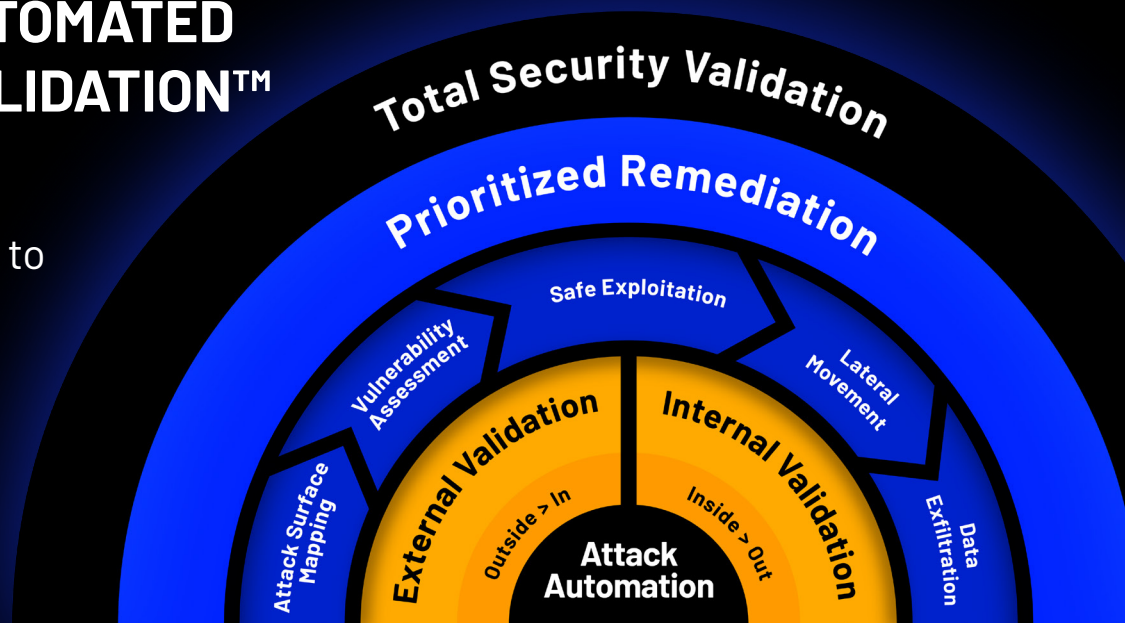 TOMATED
LIDATION™
to
Total Security Validation
Prioritized Remediation
Attack Surface
Mapping
Vulnerability
Assessment
Safe Exploitation
Lateral
Movement
Data
Exfiltration
External Validation
Outside > In
Internal Validation
Inside > Out
Attack
Automation